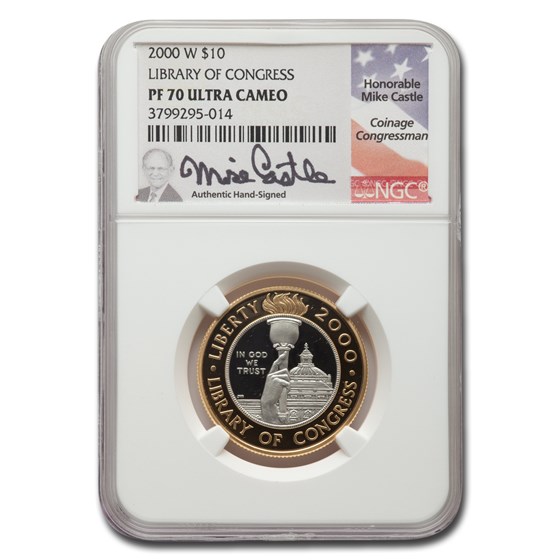 2000 W $10
LIBRARY OF CONGRESS
PF 70 ULTRA CAMEO
3799295-014
Mike Castle
Authentic Hand-Signed
Honorable
Mike Castle
Coinage
Congressman
NGC®
LIBERTY 2000
IN GOD
WE
TRUST
LIBRARY OF CONGRESS